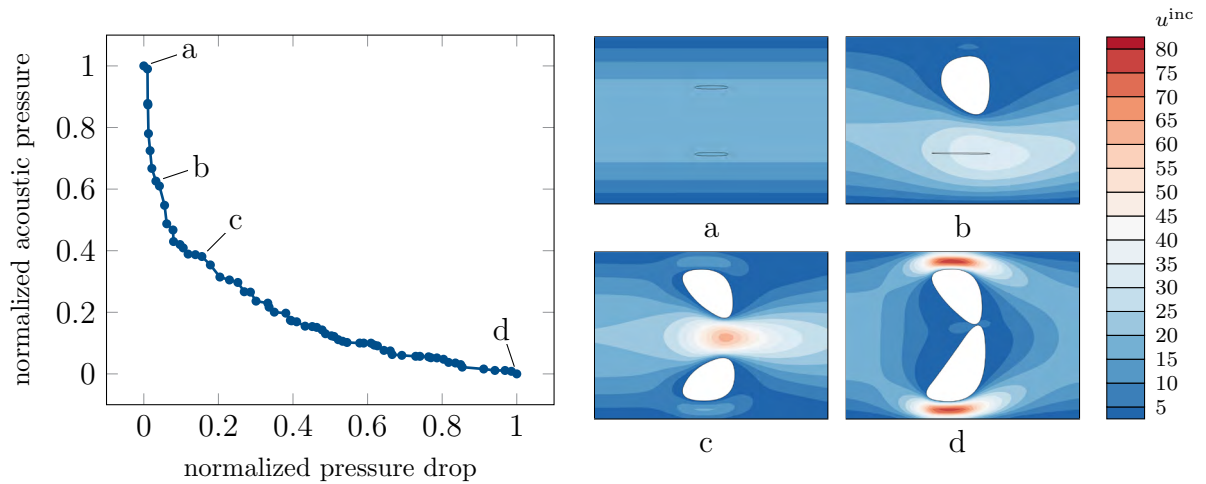 normalized acoustic pressure
1
0.8
0.6
0.4
0.2
0
0 0.2 0.4 0.6 0.8 1
normalized pressure drop
a
b
c
d
a
b
c
d
u^inc
80
75
70
65
60
55
50
45
40
35
30
25
20
15
10
5